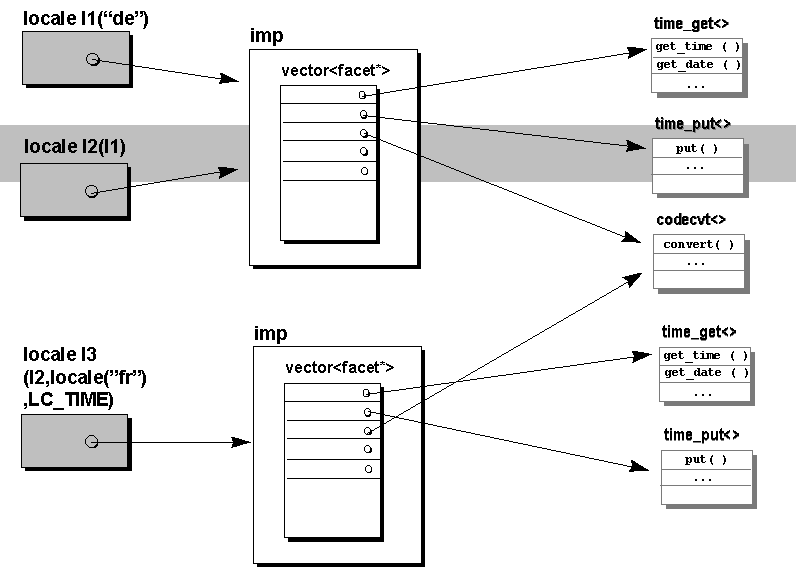 locale l1(“de”)
imp
vector<facet*>
time_get<>
get_time ( )
get_date ( )
...
locale l2(l1)
time_put<>
put( )
...
codecvt<>
convert( )
...
locale l3
(l2,locale(”fr”)
,LC_TIME)
imp
vector<facet*>
time_get<>
get_time ( )
get_date ( )
...
time_put<>
put( )
...